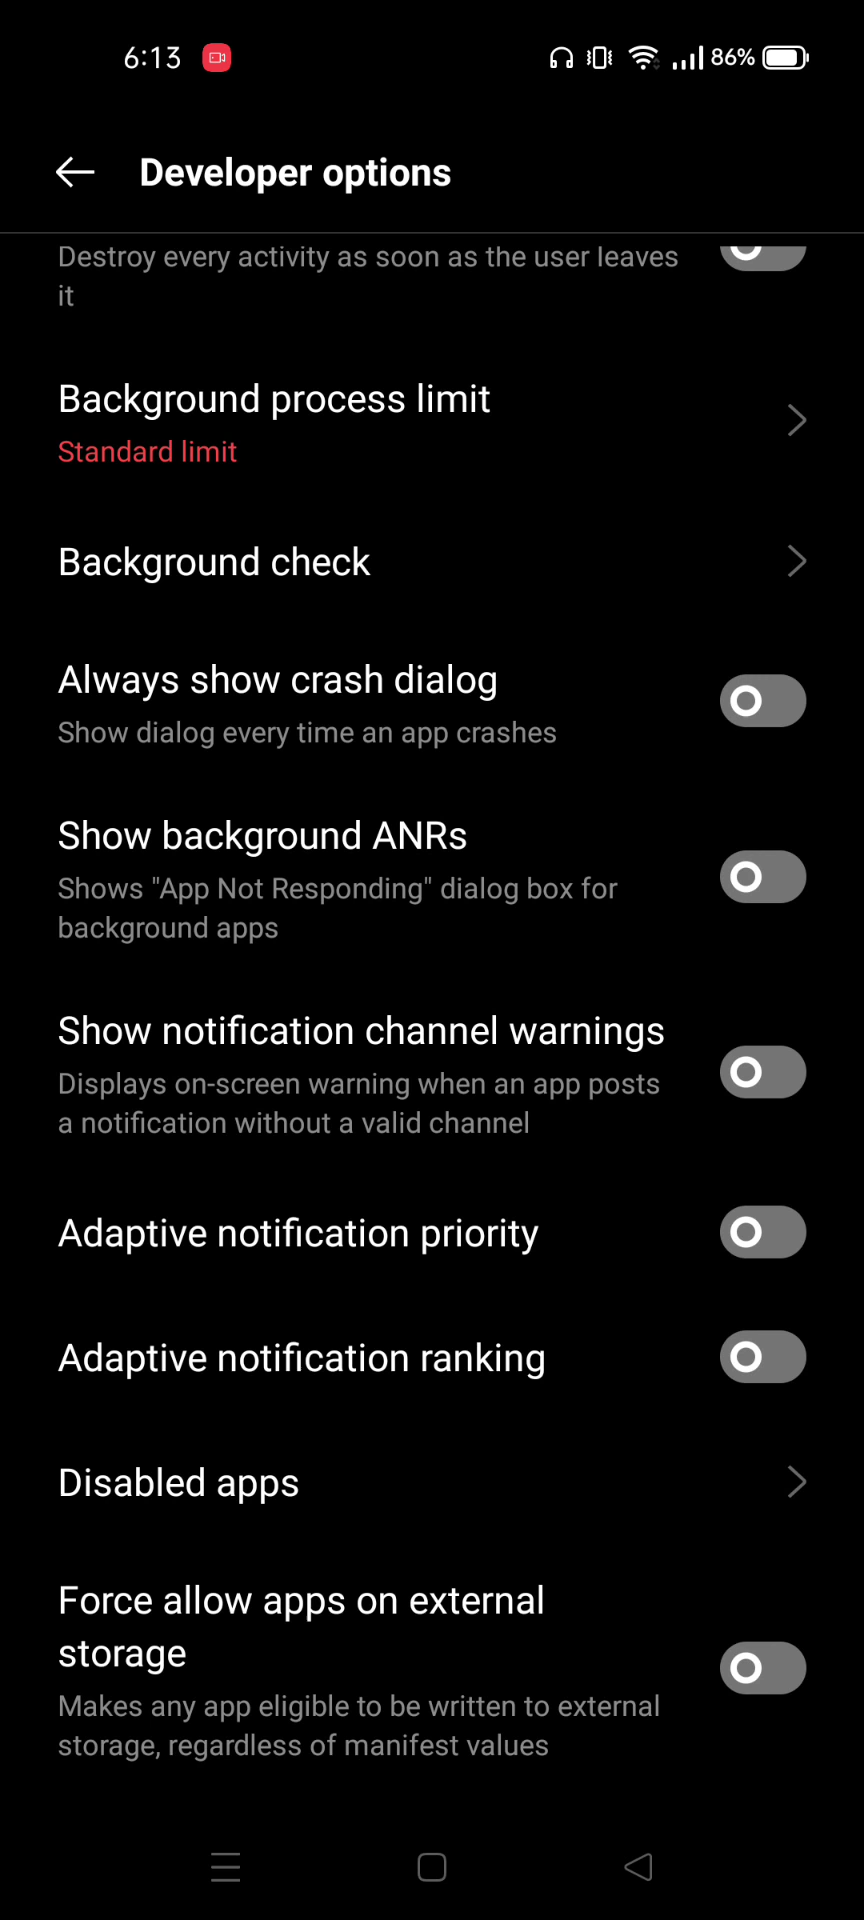 6:13
86%
Developer options
Destroy every activity as soon as the user leaves
it
Background process limit
Standard limit
Background check
Always show crash dialog
Show dialog every time an app crashes
Show background ANRs
Shows "App Not Responding" dialog box for
background apps
Show notification channel warnings
Displays on-screen warning when an app posts
a notification without a valid channel
Adaptive notification priority
Adaptive notification ranking
Disabled apps
Force allow apps on external
storage
Makes any app eligible to be written to external
storage, regardless of manifest values